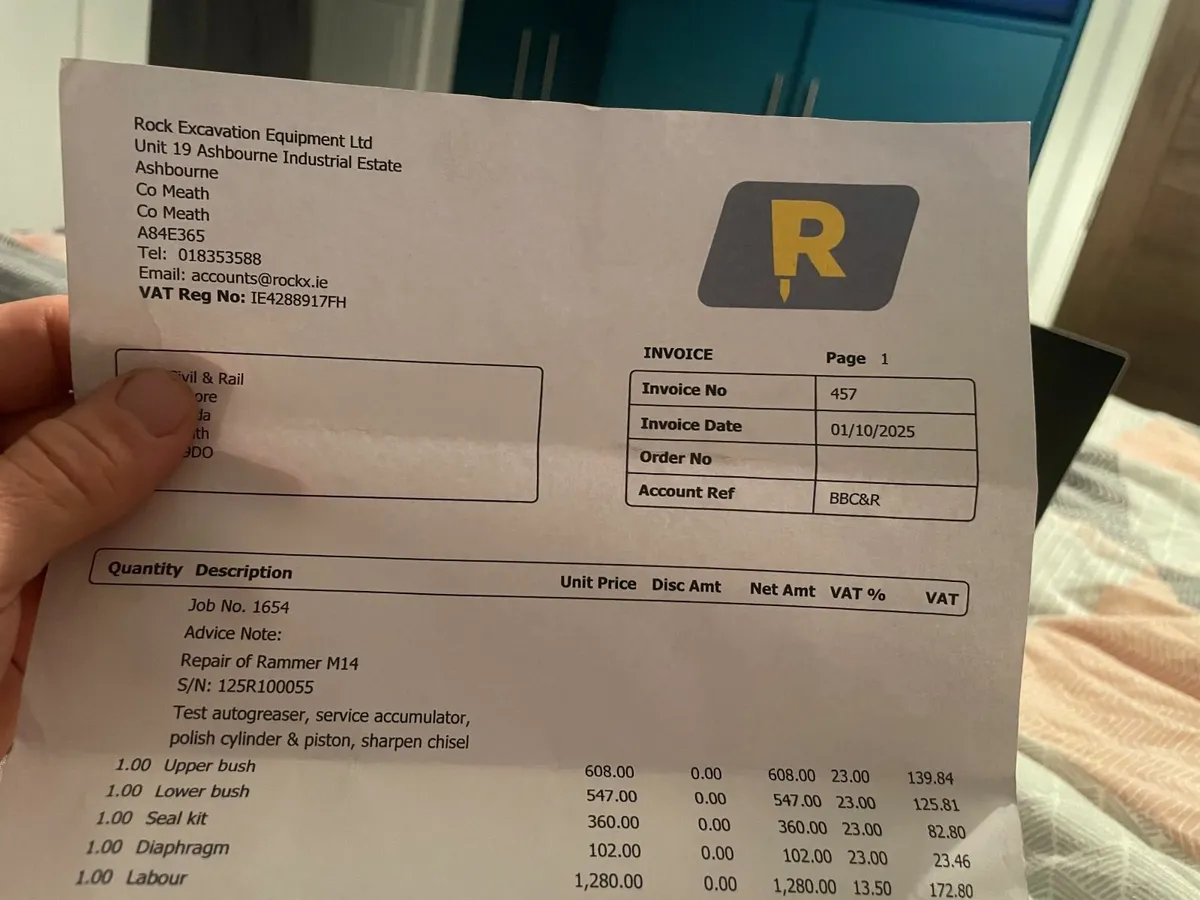 Rock Excavation Equipment Ltd
Unit 19 Ashbourne Industrial Estate
Ashbourne
Co Meath
Co Meath
A84E365
Tel: 018353588
Email: accounts@rockx.ie
VAT Reg No: IE4288917FH
R
& Rail
INVOICE Page 1
Invoice No 457
Invoice Date 01/10/2025
Order No
Account Ref BBC&R
Quantity Description Unit Price Disc Amt Net Amt VAT % VAT
Job No. 1654
Advice Note:
Repair of Rammer M14
S/N: 125R100055
Test autogreaser, service accumulator,
polish cylinder & piston, sharpen chisel
1.00 Upper bush 608.00 0.00 608.00 23.00 139.84
1.00 Lower bush 547.00 0.00 547.00 23.00 125.81
1.00 Seal kit 360.00 0.00 360.00 23.00 82.80
1.00 Diaphragm 102.00 0.00 102.00 23.00 23.46
1.00 Labour 1,280.00 0.00 1,280.00 13.50 172.80